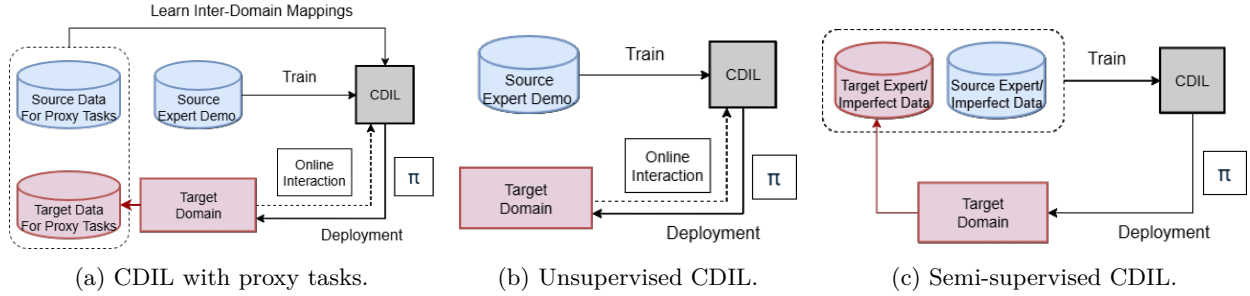 Learn Inter-Domain Mappings
Source Data
For Proxy Tasks
Source
Expert Demo
Train
CDIL
Online
Interaction
π
Target Data
For Proxy Tasks
Target
Domain
Deployment
(a) CDIL with proxy tasks.
Source
Expert Demo
Train
CDIL
Online
Interaction
π
Target
Domain
Deployment
(b) Unsupervised CDIL.
Target Expert/
Imperfect Data
Source Expert/
Imperfect Data
Train
CDIL
π
Target
Domain
Deployment
(c) Semi-supervised CDIL.